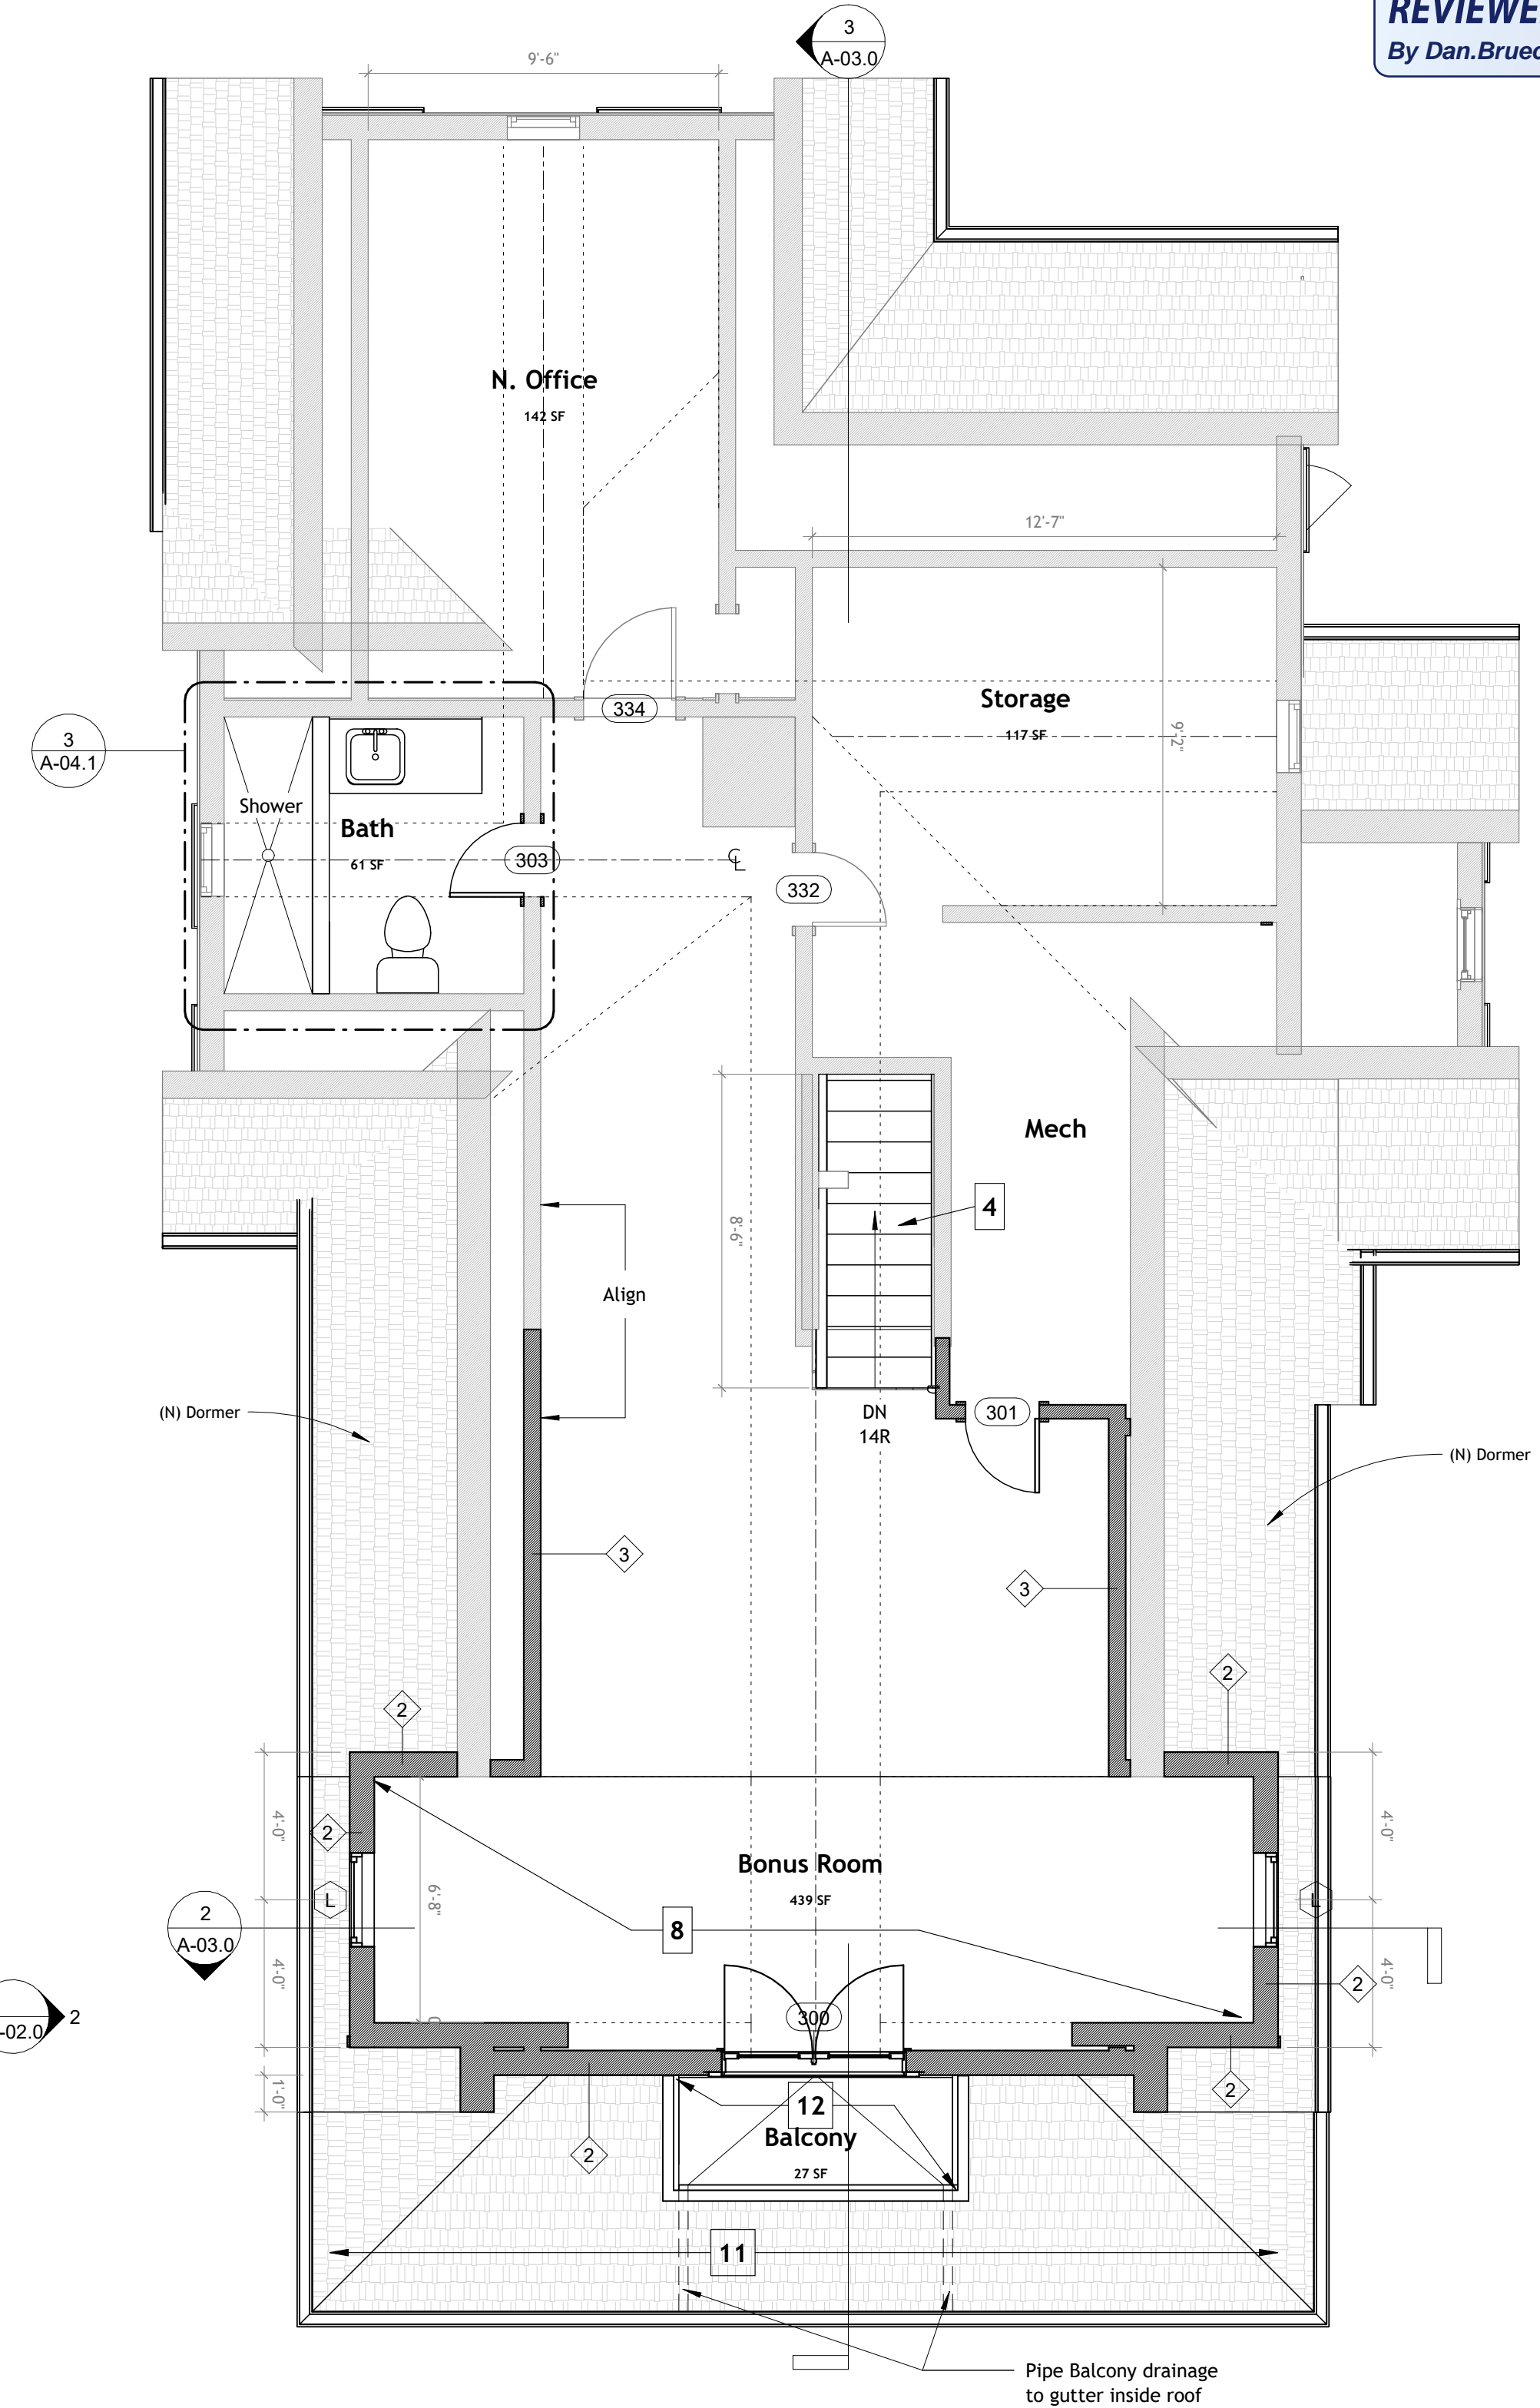 REVIEWE
By Dan.Bruec
3
A-03.0
9'-6"
N. Office
142 SF
12'-7"
334
Storage
117 SF
9'-2"
3
A-04.1
Shower
Bath
61 SF
303
CL
332
Mech
4
8'-6"
Align
(N) Dormer
DN
14R
301
(N) Dormer
3
3
2
2
4'-0"
4'-0"
2
Bonus Room
439 SF
6'-8"
L
L
8
2
A-03.0
4'-0"
4'-0"
2
-02.0
2
300
1'-0"
2
12
Balcony
27 SF
2
11
Pipe Balcony drainage
to gutter inside roof